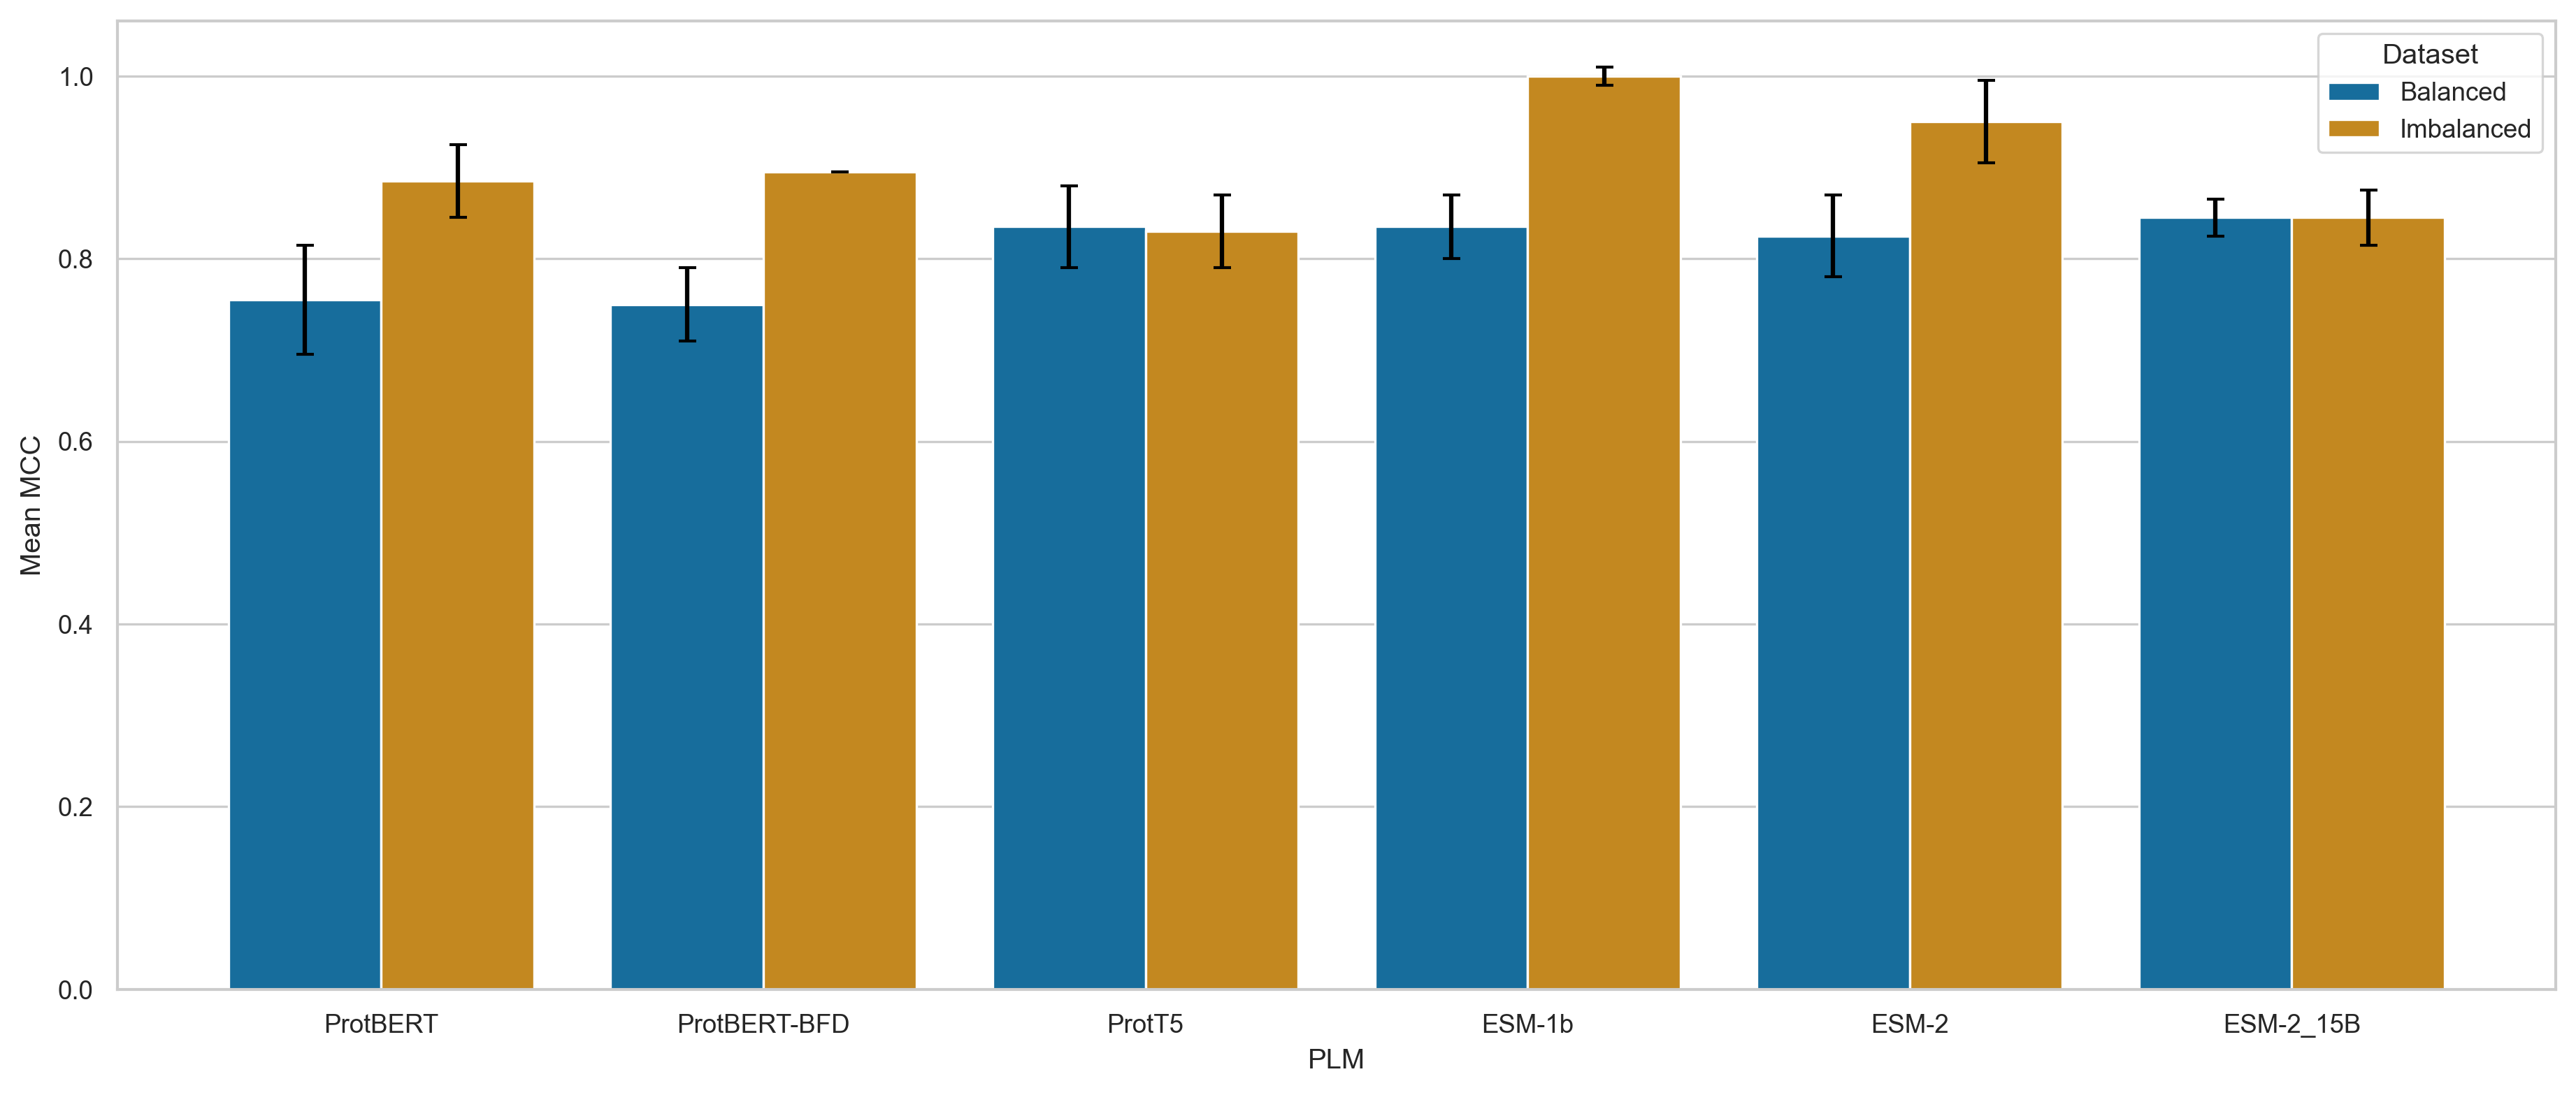 Dataset
Balanced
Imbalanced
1.0
0.8
0.6
0.4
0.2
0.0
Mean MCC
ProtBERT
ProtBERT-BFD
ProtT5
ESM-1b
ESM-2
ESM-2_15B
PLM